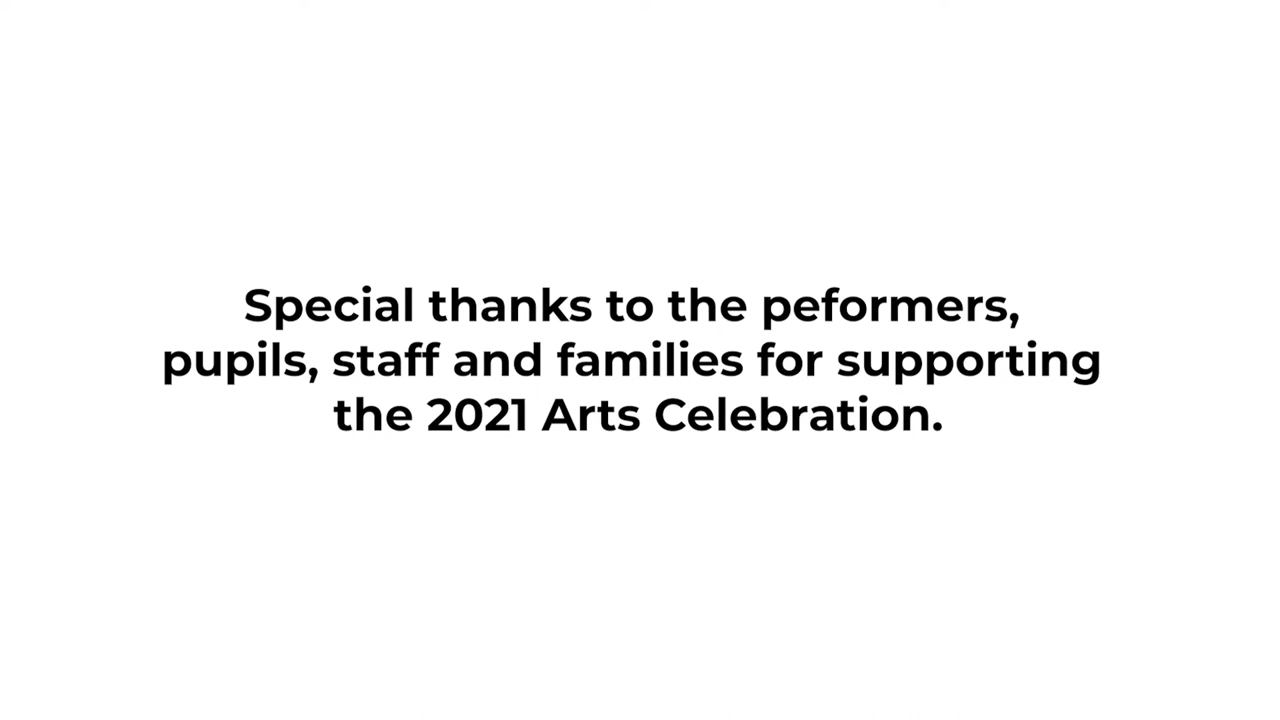 Special thanks to the peformers,
pupils, staff and families for supporting
the 2021 Arts Celebration.